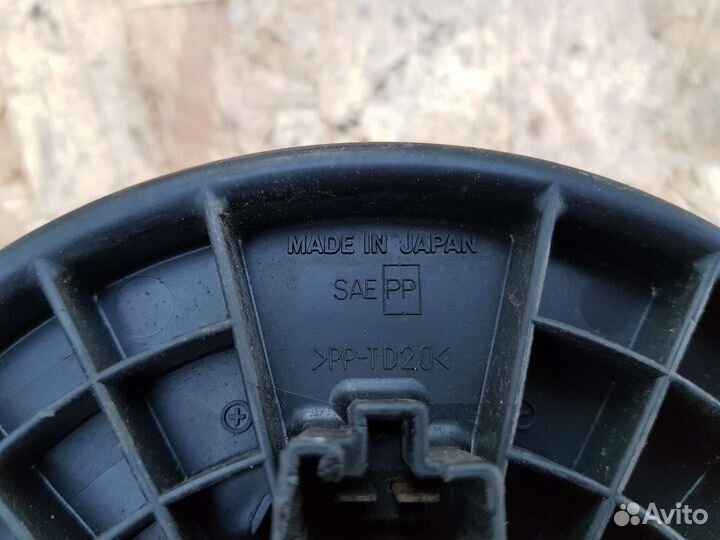 MADE IN JAPAN
SAE PP
>PP-TD20<
+ −
Avito